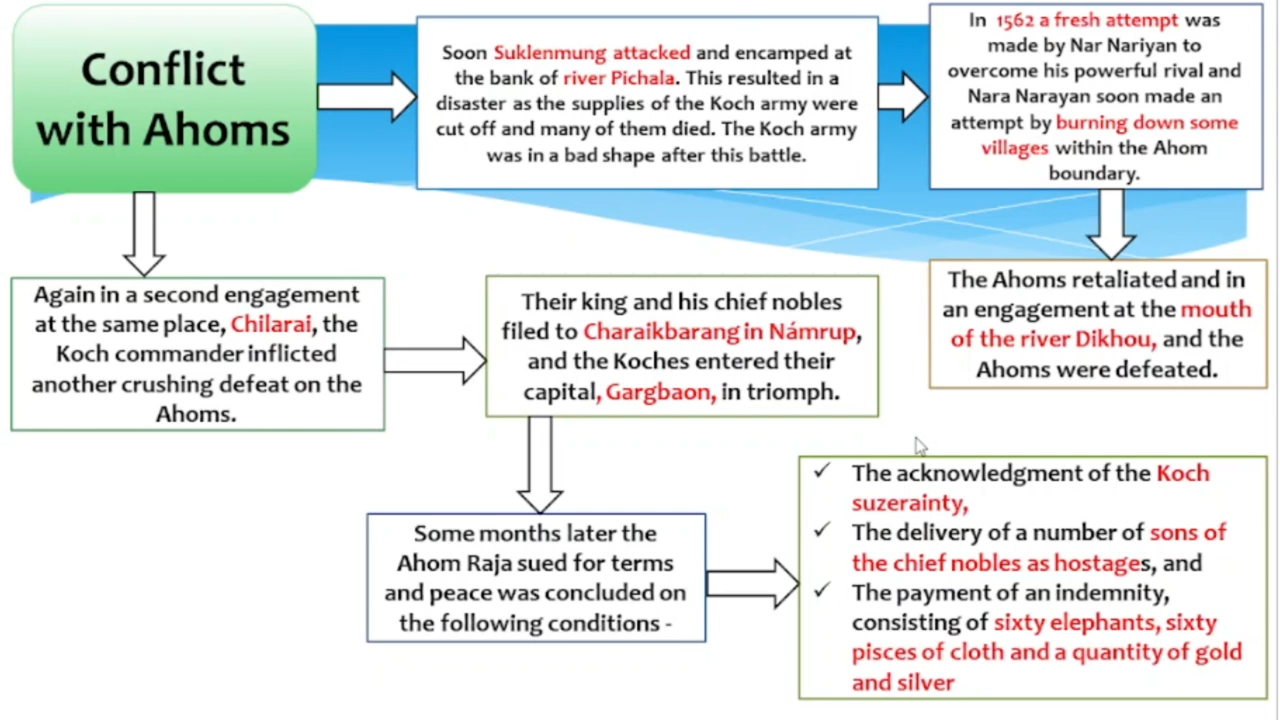 Conflict
with Ahoms
Soon Suklenmung attacked and encamped at
the bank of river Pichala. This resulted in a
disaster as the supplies of the Koch army were
cut off and many of them died. The Koch army
was in a bad shape after this battle.
In 1562 a fresh attempt was
made by Nar Nariyan to
overcome his powerful rival and
Nara Narayan soon made an
attempt by burning down some
villages within the Ahom
boundary.
The Ahoms retaliated and in
an engagement at the mouth
of the river Dikhou, and the
Ahoms were defeated.
Again in a second engagement
at the same place, Chilarai, the
Koch commander inflicted
another crushing defeat on the
Ahoms.
Their king and his chief nobles
filed to Charaikbarang in Námrup,
and the Koches entered their
capital, Gargbaon, in triomph.
Some months later the
Ahom Raja sued for terms
and peace was concluded on
the following conditions -
✓ The acknowledgment of the Koch
suzerainty,
✓ The delivery of a number of sons of
the chief nobles as hostages, and
✓ The payment of an indemnity,
consisting of sixty elephants, sixty
pisces of cloth and a quantity of gold
and silver